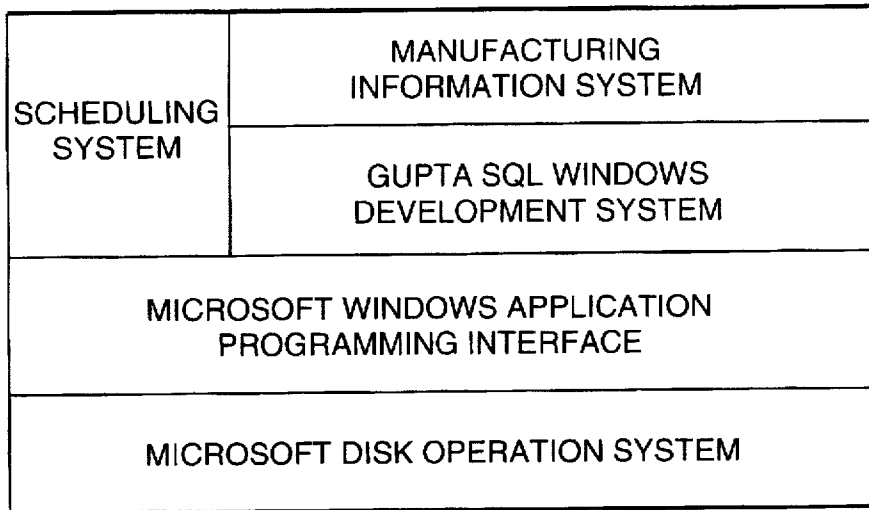 SCHEDULING
SYSTEM
MANUFACTURING
INFORMATION SYSTEM
GUPTA SQL WINDOWS
DEVELOPMENT SYSTEM
MICROSOFT WINDOWS APPLICATION
PROGRAMMING INTERFACE
MICROSOFT DISK OPERATION SYSTEM